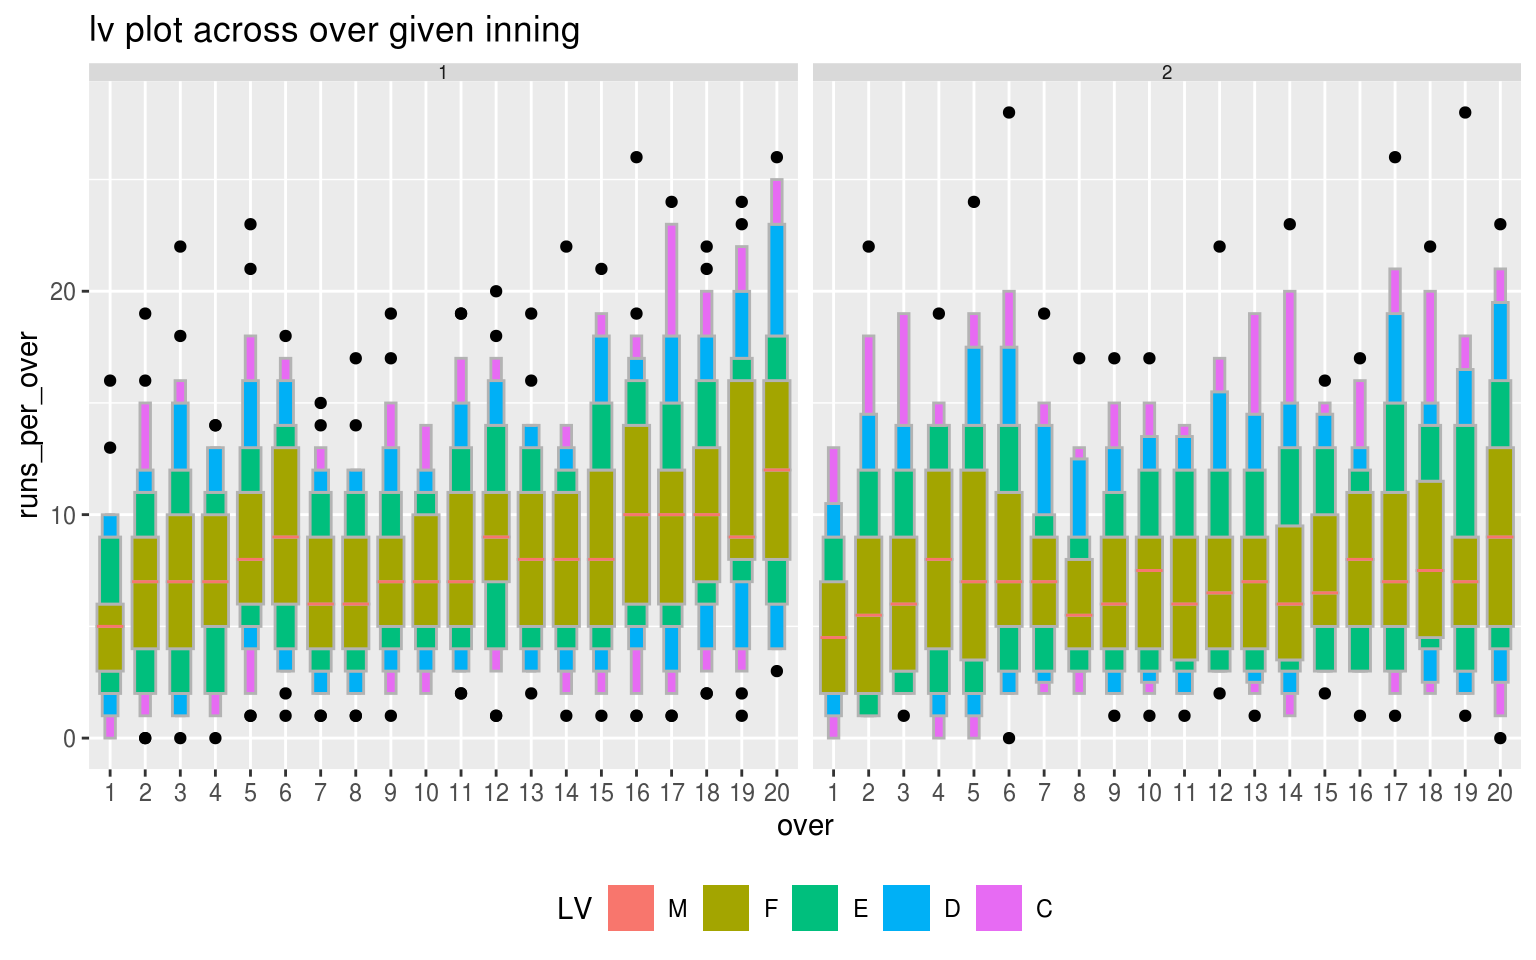 lv plot across over given inning
1 2
runs_per_over
20
10
0
1 2 3 4 5 6 7 8 9 10 11 12 13 14 15 16 17 18 19 20 1 2 3 4 5 6 7 8 9 10 11 12 13 14 15 16 17 18 19 20
over
LV M F E D C